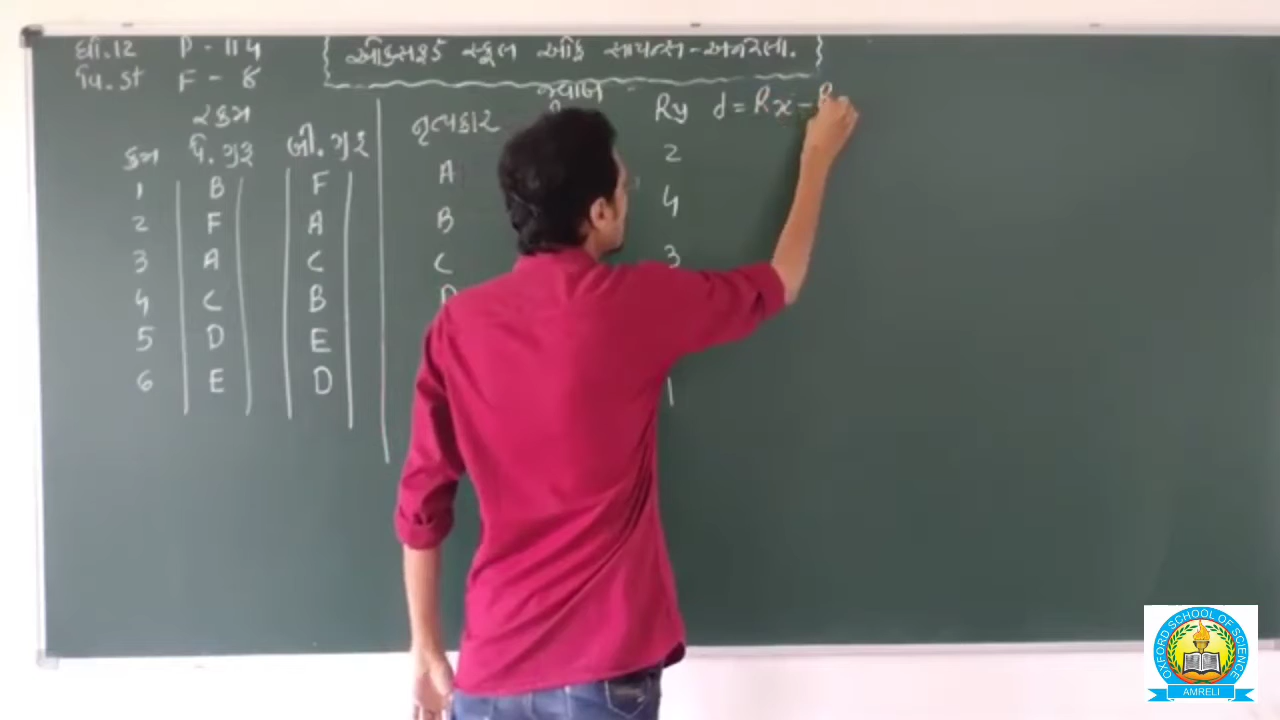 ધો.12 P - 114 { ઓક્સફર્ડ સ્કૂલ ઓફ સાયન્સ - અમરેલી. }
વિ.st F - 8
જવાબ -
ક્રમ
પ્રિ. ગુરૂ બી. ગુરૂ નૃત્યકાર Ry d = Rx -
1 B F A 2
2 F A B 4
3 A C C 3
4 C B D
5 D E
6 E D 1
OXFORD SCHOOL OF SCIENCE
AMRELI